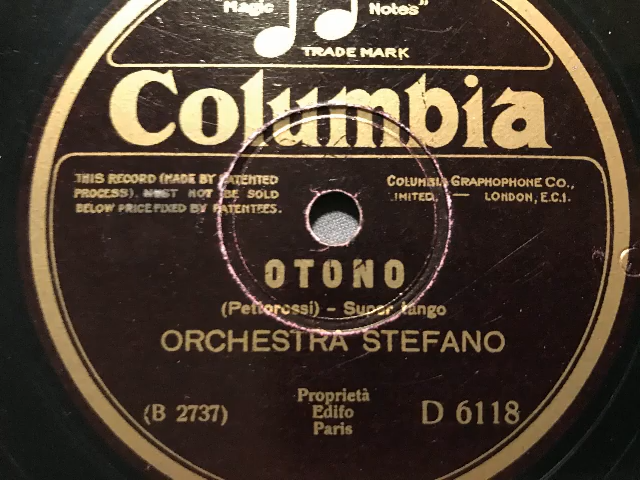 Magic Notes"
TRADE MARK
Columbia
THIS RECORD (MADE BY PATENTED
PROCESS). MUST NOT BE SOLD
BELOW PRICE FIXED BY PATENTEES.
COLUMBIA GRAPHOPHONE CO.,
LIMITED. — LONDON, E.C.1.
OTONO
(Pettorossi) - Super tango
ORCHESTRA STEFANO
(B 2737)
Proprietà
Edifo
Paris
D 6118